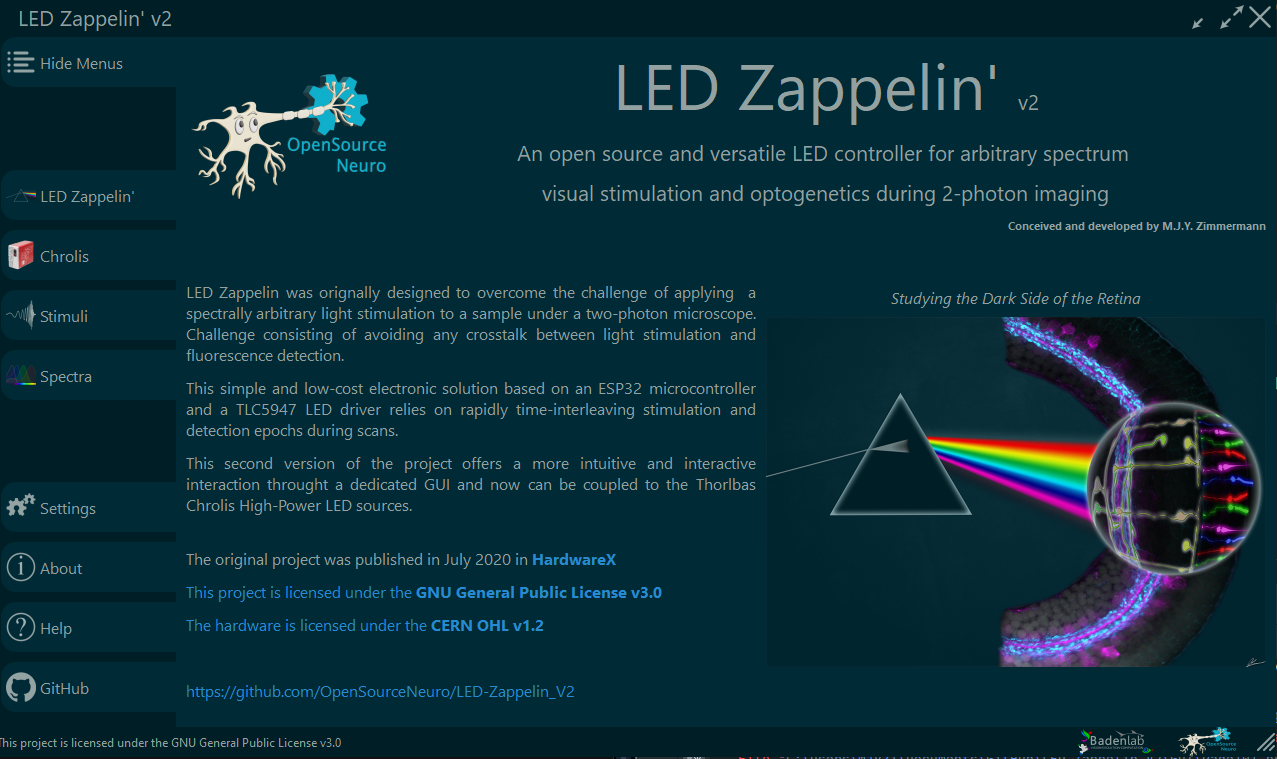 LED Zappelin' v2
Hide Menus
LED Zappelin'
Chrolis
Stimuli
Spectra
Settings
About
Help
GitHub
OpenSource
Neuro
LED Zappelin' v2
An open source and versatile LED controller for arbitrary spectrum
visual stimulation and optogenetics during 2-photon imaging
Conceived and developed by M.J.Y. Zimmermann
LED Zappelin was orignally designed to overcome the challenge of applying a
spectrally arbitrary light stimulation to a sample under a two-photon microscope.
Challenge consisting of avoiding any crosstalk between light stimulation and
fluorescence detection.
This simple and low-cost electronic solution based on an ESP32 microcontroller
and a TLC5947 LED driver relies on rapidly time-interleaving stimulation and
detection epochs during scans.
This second version of the project offers a more intuitive and interactive
interaction throught a dedicated GUI and now can be coupled to the Thorlbas
Chrolis High-Power LED sources.
The original project was published in July 2020 in HardwareX
This project is licensed under the GNU General Public License v3.0
The hardware is licensed under the CERN OHL v1.2
https://github.com/OpenSourceNeuro/LED-Zappelin_V2
Studying the Dark Side of the Retina
This project is licensed under the GNU General Public License v3.0
Badenlab
OpenSource
Neuro